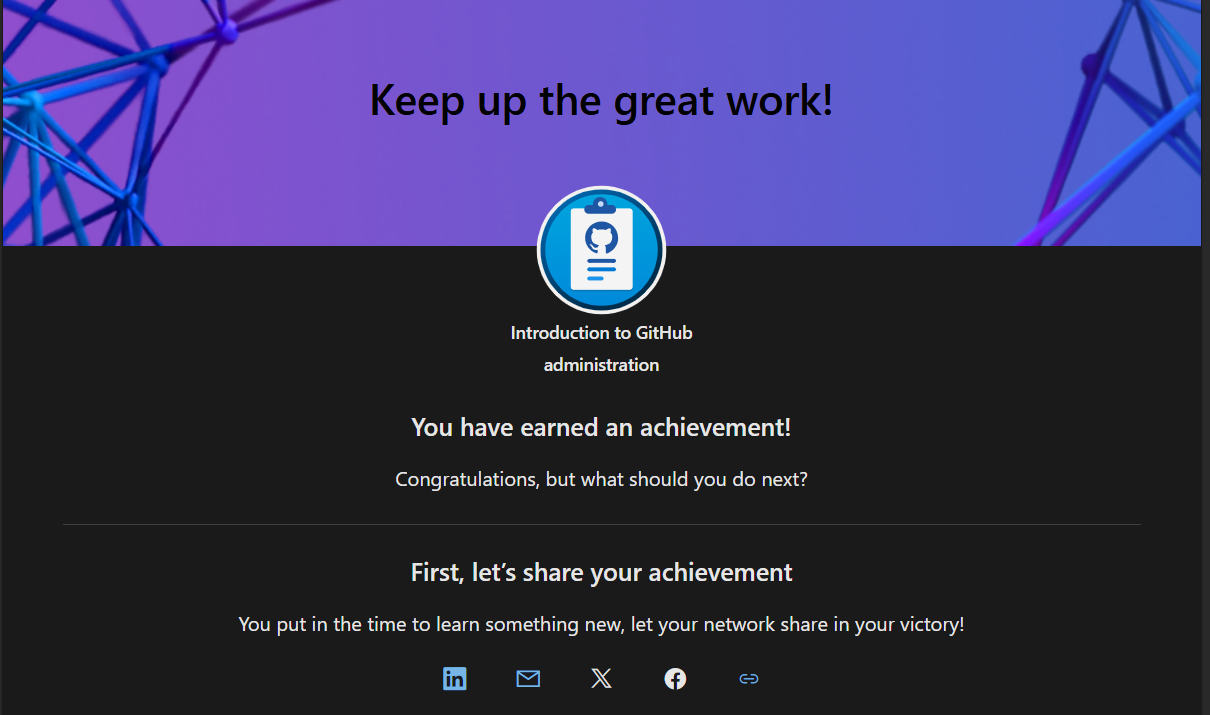 Keep up the great work!
Introduction to GitHub
administration
You have earned an achievement!
Congratulations, but what should you do next?
First, let’s share your achievement
You put in the time to learn something new, let your network share in your victory!